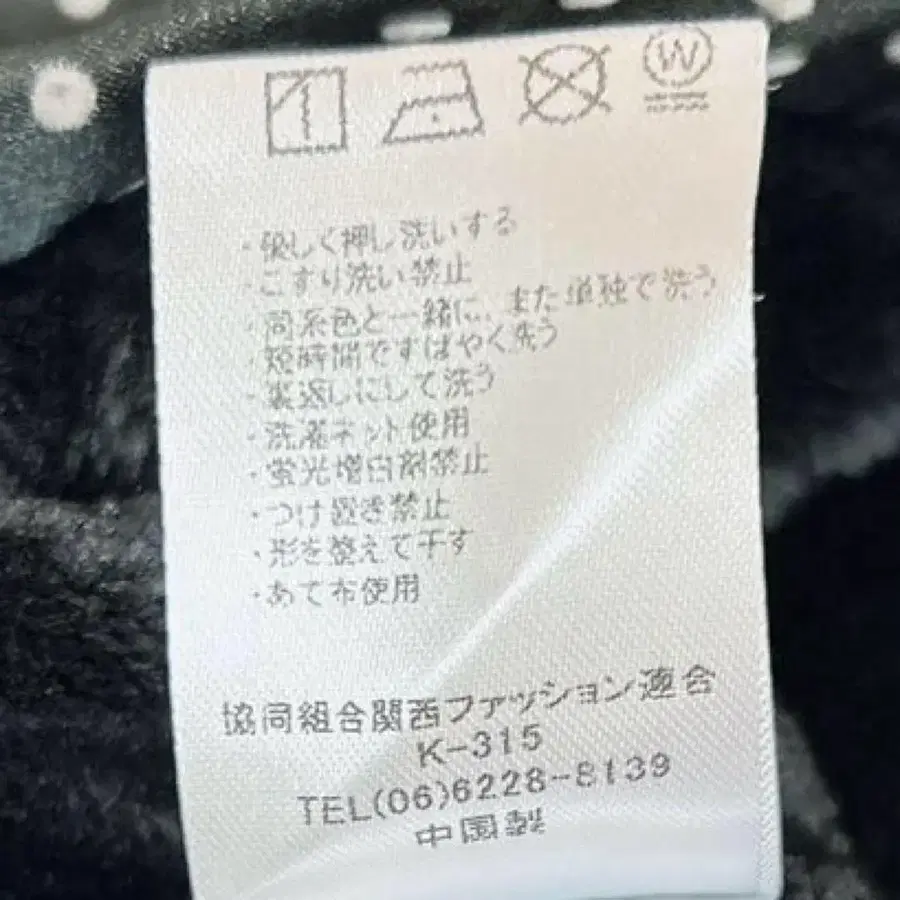 W
・優しく押し洗いする
・こすり洗い禁止
・同系色と一緒に、また単独で洗う
・短時間ですばやく洗う
・裏返しにして洗う
・洗濯ネット使用
・蛍光増白剤禁止
・つけ置き禁止
・形を整えて干す
・あて布使用
協同組合関西ファッション連合
K-315
TEL(06)6228-8139
中国製